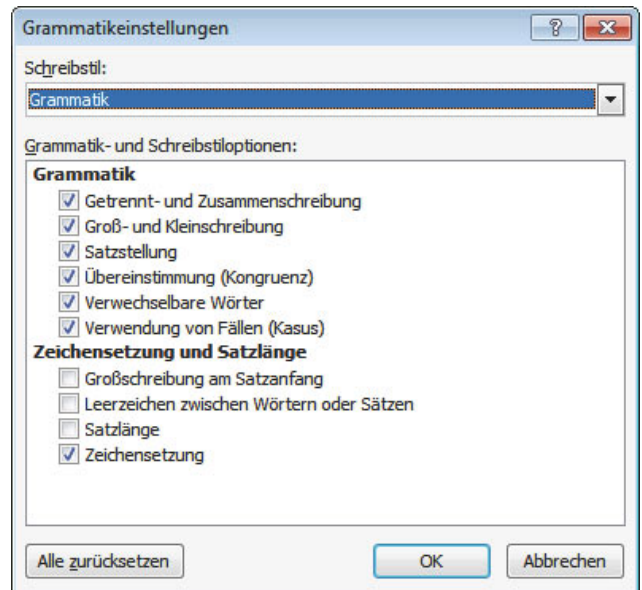 Grammatikeinstellungen
Schreibstil:
Grammatik
Grammatik- und Schreibstiloptionen:
Grammatik
Getrennt- und Zusammenschreibung
Groß- und Kleinschreibung
Satzstellung
Übereinstimmung (Kongruenz)
Verwechselbare Wörter
Verwendung von Fällen (Kasus)
Zeichensetzung und Satzlänge
Großschreibung am Satzanfang
Leerzeichen zwischen Wörtern oder Sätzen
Satzlänge
Zeichensetzung
Alle zurücksetzen OK Abbrechen